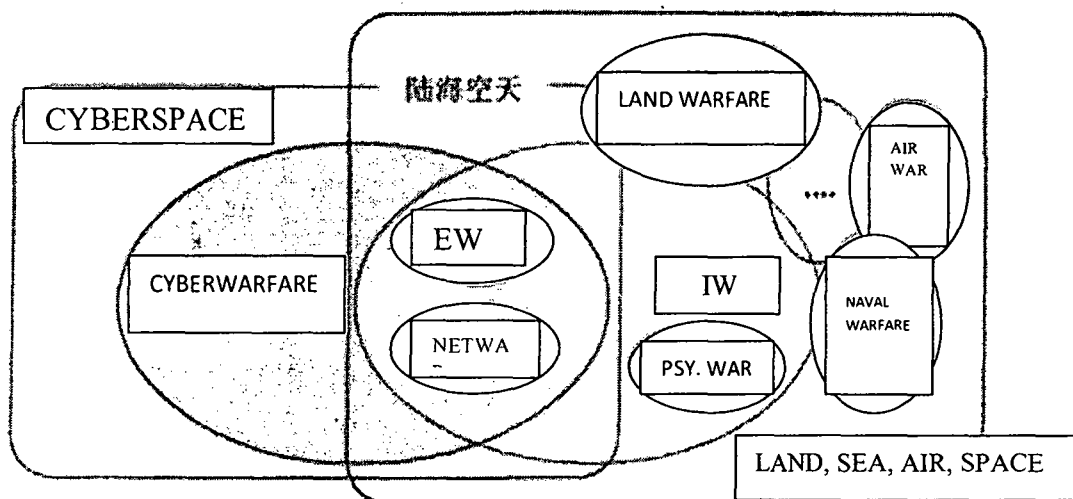 陆海空天
LAND WARFARE
CYBERSPACE
AIR
WAR
....
EW
CYBERWARFARE
IW
NAVAL
WARFARE
NETWA
PSY. WAR
LAND, SEA, AIR, SPACE